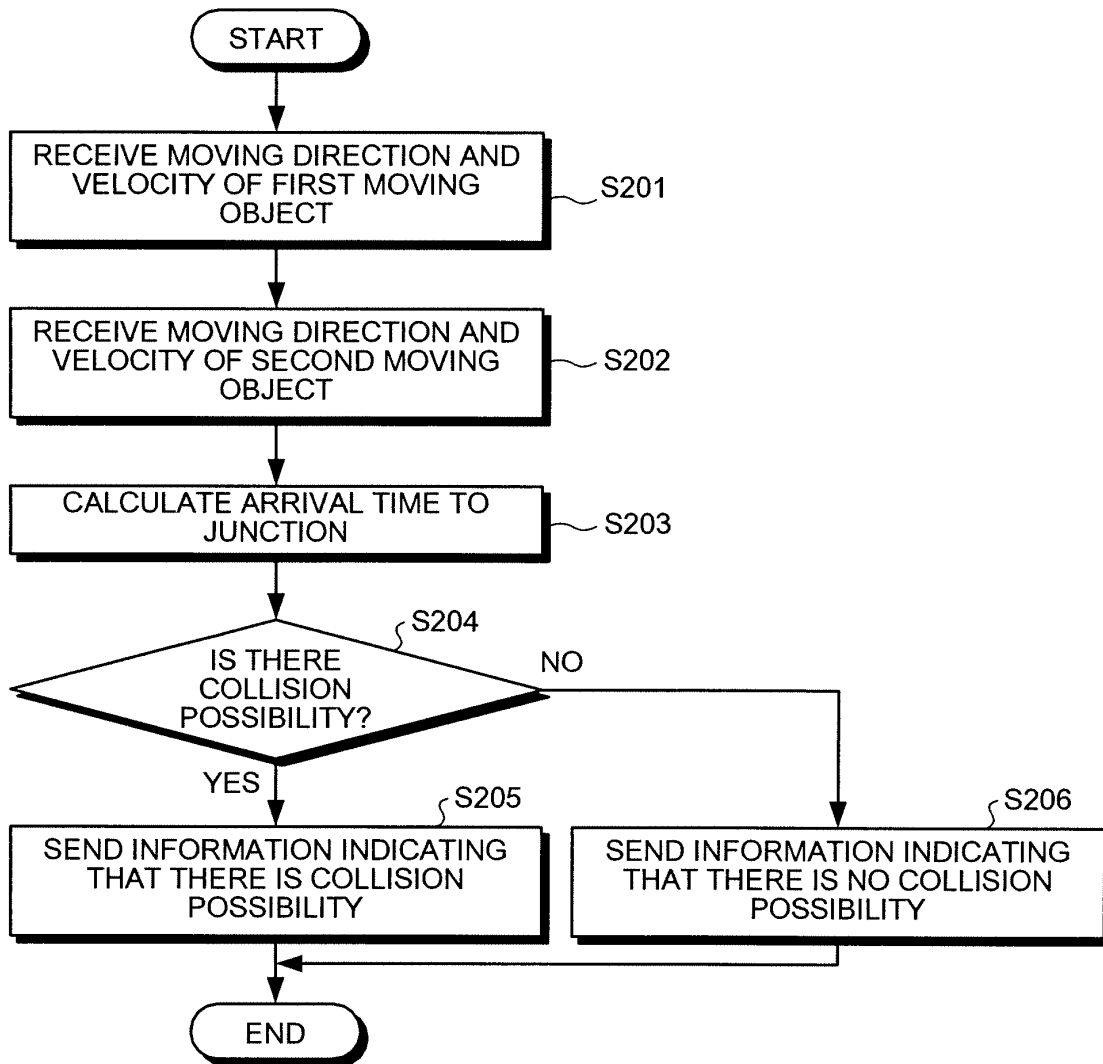 START
RECEIVE MOVING DIRECTION AND
VELOCITY OF FIRST MOVING
OBJECT
S201
RECEIVE MOVING DIRECTION AND
VELOCITY OF SECOND MOVING
OBJECT
S202
CALCULATE ARRIVAL TIME TO
JUNCTION
S203
S204
IS THERE
COLLISION
POSSIBILITY?
NO
YES
S205
SEND INFORMATION INDICATING
THAT THERE IS COLLISION
POSSIBILITY
S206
SEND INFORMATION INDICATING
THAT THERE IS NO COLLISION
POSSIBILITY
END